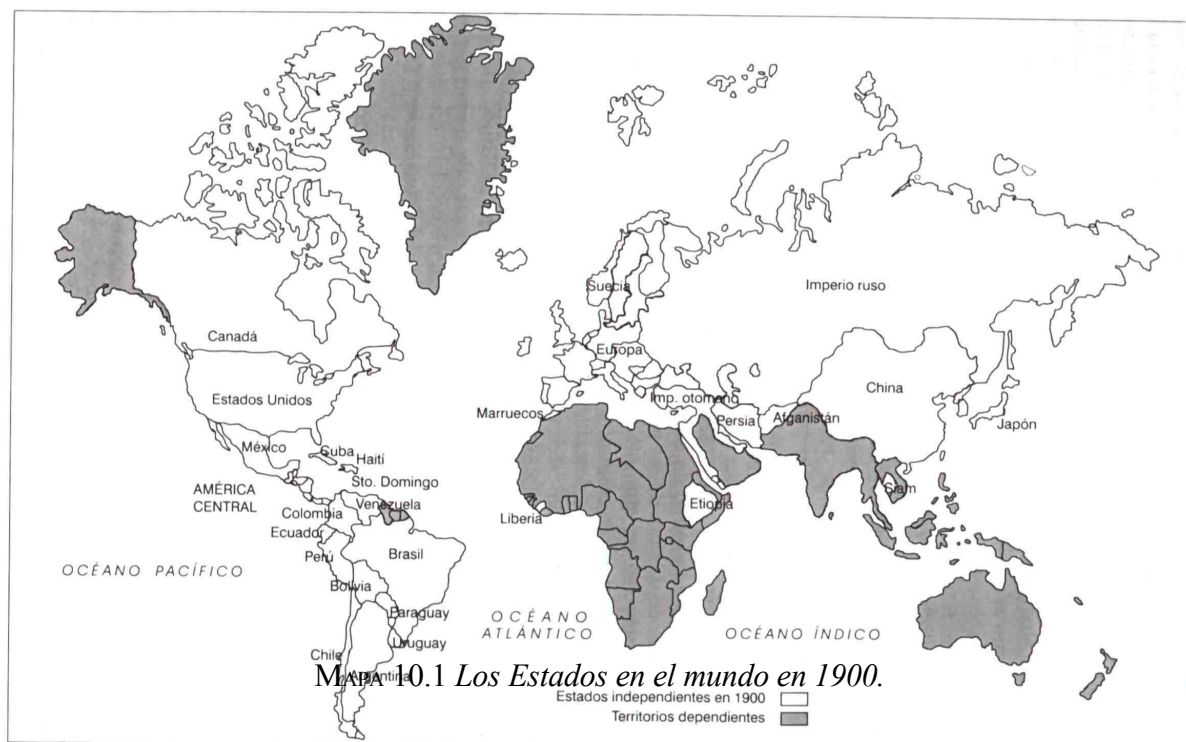 Canadá
Estados Unidos
México
Cuba
Haití
Sto. Domingo
AMÉRICA
CENTRAL
Venezuela
Colombia
Ecuador
Perú
Brasil
Bolivia
Paraguay
Uruguay
Chile
Argentina
OCÉANO PACÍFICO
OCÉANO
ATLÁNTICO
OCÉANO ÍNDICO
Suecia
Europa
Imperio ruso
Imp. otomano
Marruecos
Persia
Afganistán
China
Japón
Siam
Etiopía
Liberia
MAPA 10.1 Los Estados en el mundo en 1900.
Estados independientes en 1900
Territorios dependientes